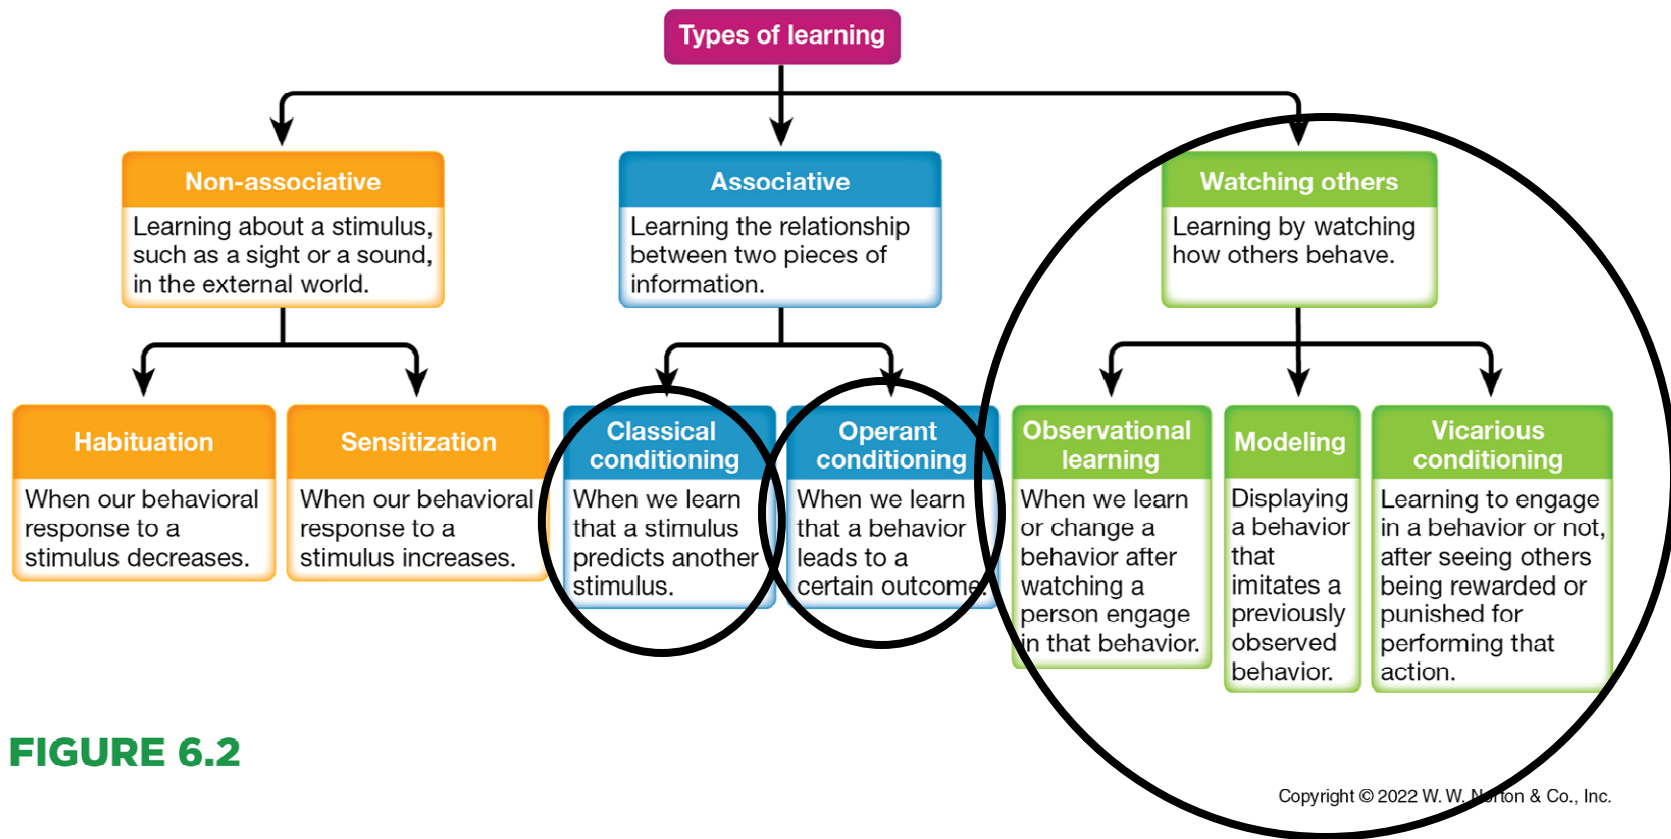 Types of learning
Non-associative
Learning about a stimulus,
such as a sight or a sound,
in the external world.
Associative
Learning the relationship
between two pieces of
information.
Watching others
Learning by watching
how others behave.
Habituation
When our behavioral
response to a
stimulus decreases.
Sensitization
When our behavioral
response to a
stimulus increases.
Classical
conditioning
When we learn
that a stimulus
predicts another
stimulus.
Operant
conditioning
When we learn
that a behavior
leads to a
certain outcome.
Observational
learning
When we learn
or change a
behavior after
watching a
person engage
in that behavior.
Modeling
Displaying
a behavior
that
imitates a
previously
observed
behavior.
Vicarious
conditioning
Learning to engage
in a behavior or not,
after seeing others
being rewarded or
punished for
performing that
action.
FIGURE 6.2
Copyright © 2022 W. W. Norton & Co., Inc.